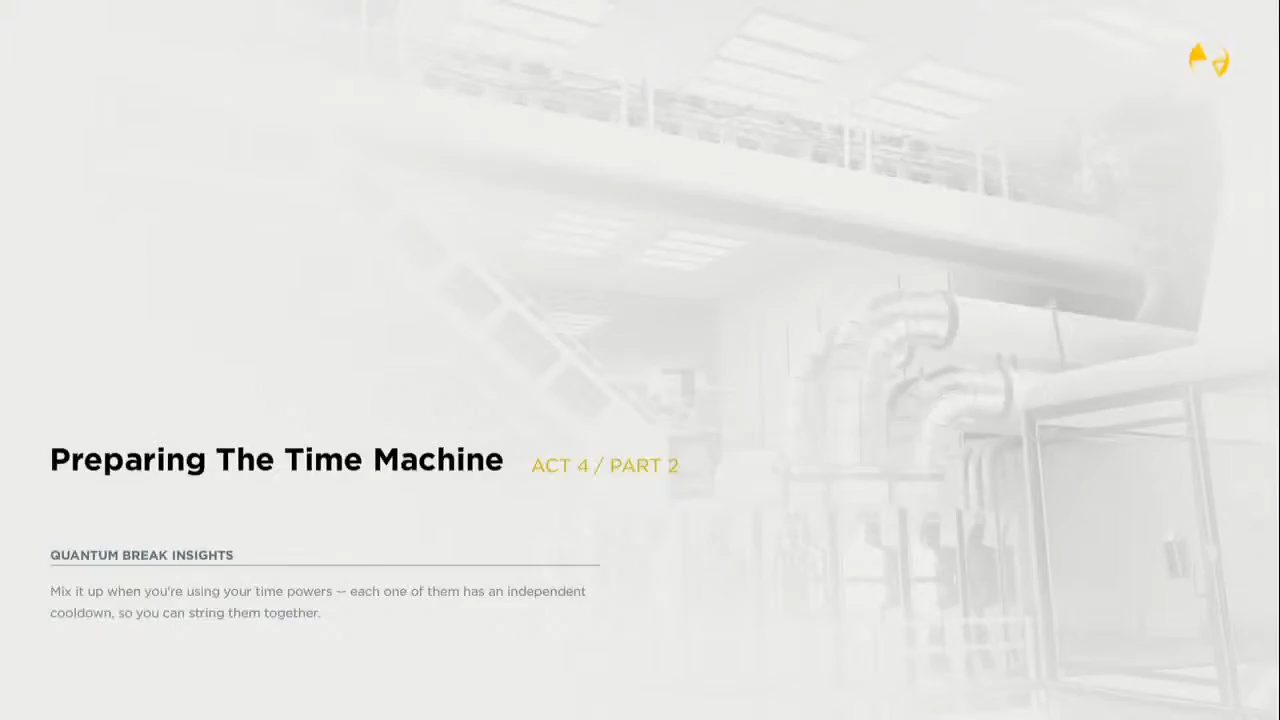 Preparing The Time Machine ACT 4 / PART 2
QUANTUM BREAK INSIGHTS
Mix it up when you're using your time powers — each one of them has an independent
cooldown, so you can string them together.